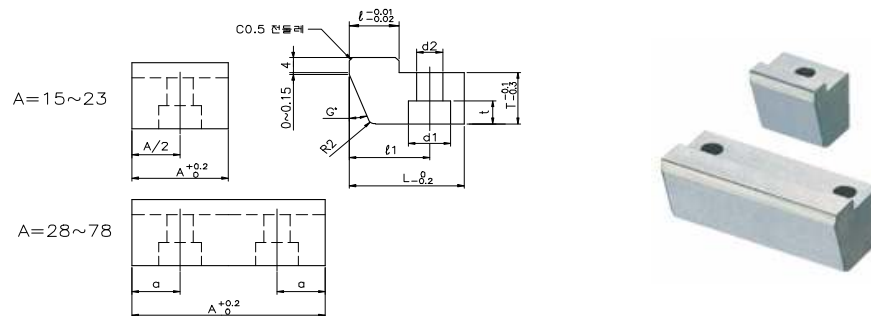 ℓ-0.01 -0.02
C0.5 전둘레
d2
4
0~0.15
T-0.1 -0.3
t
A=15~23
G°
R2
ℓ1
d1
L 0 -0.2
A/2
A +0.2 0
A=28~78
a
a
A +0.2 0